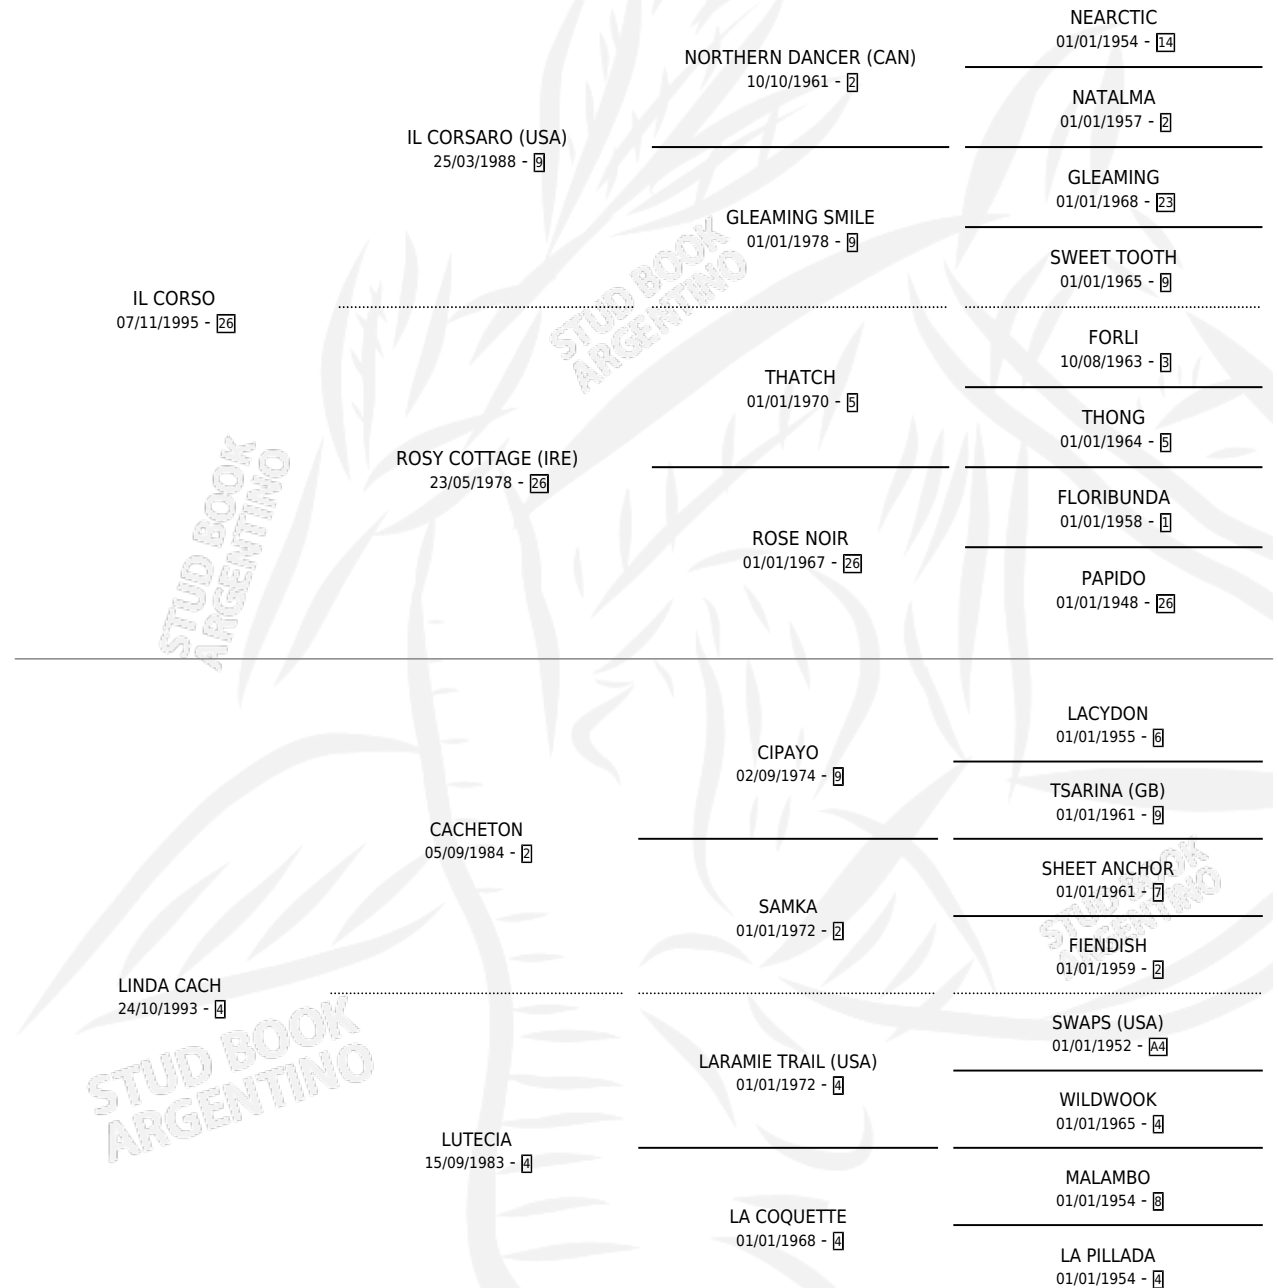 NEARCTIC
01/01/1954 - 14
NORTHERN DANCER (CAN)
10/10/1961 - 2
NATALMA
01/01/1957 - 2
IL CORSARO (USA)
25/03/1988 - 9
GLEAMING
01/01/1968 - 23
GLEAMING SMILE
01/01/1978 - 9
SWEET TOOTH
01/01/1965 - 9
IL CORSO
07/11/1995 - 26
STUD BOOK
ARGENTINO
FORLI
10/08/1963 - 3
THATCH
01/01/1970 - 5
THONG
01/01/1964 - 5
ROSY COTTAGE (IRE)
23/05/1978 - 26
FLORIBUNDA
01/01/1958 - 1
ROSE NOIR
01/01/1967 - 26
PAPIDO
01/01/1948 - 26
STUD BOOK
ARGENTINO
LACYDON
01/01/1955 - 6
CIPAYO
02/09/1974 - 9
TSARINA (GB)
01/01/1961 - 9
CACHETON
05/09/1984 - 2
SHEET ANCHOR
01/01/1961 - 7
SAMKA
01/01/1972 - 2
FIENDISH
01/01/1959 - 2
STUD BOOK
ARGENTINO
LINDA CACH
24/10/1993 - 4
SWAPS (USA)
01/01/1952 - A4
LARAMIE TRAIL (USA)
01/01/1972 - 4
WILDWOOK
01/01/1965 - 4
LUTECIA
15/09/1983 - 4
MALAMBO
01/01/1954 - 8
LA COQUETTE
01/01/1968 - 4
LA PILLADA
01/01/1954 - 4
STUD BOOK
ARGENTINO